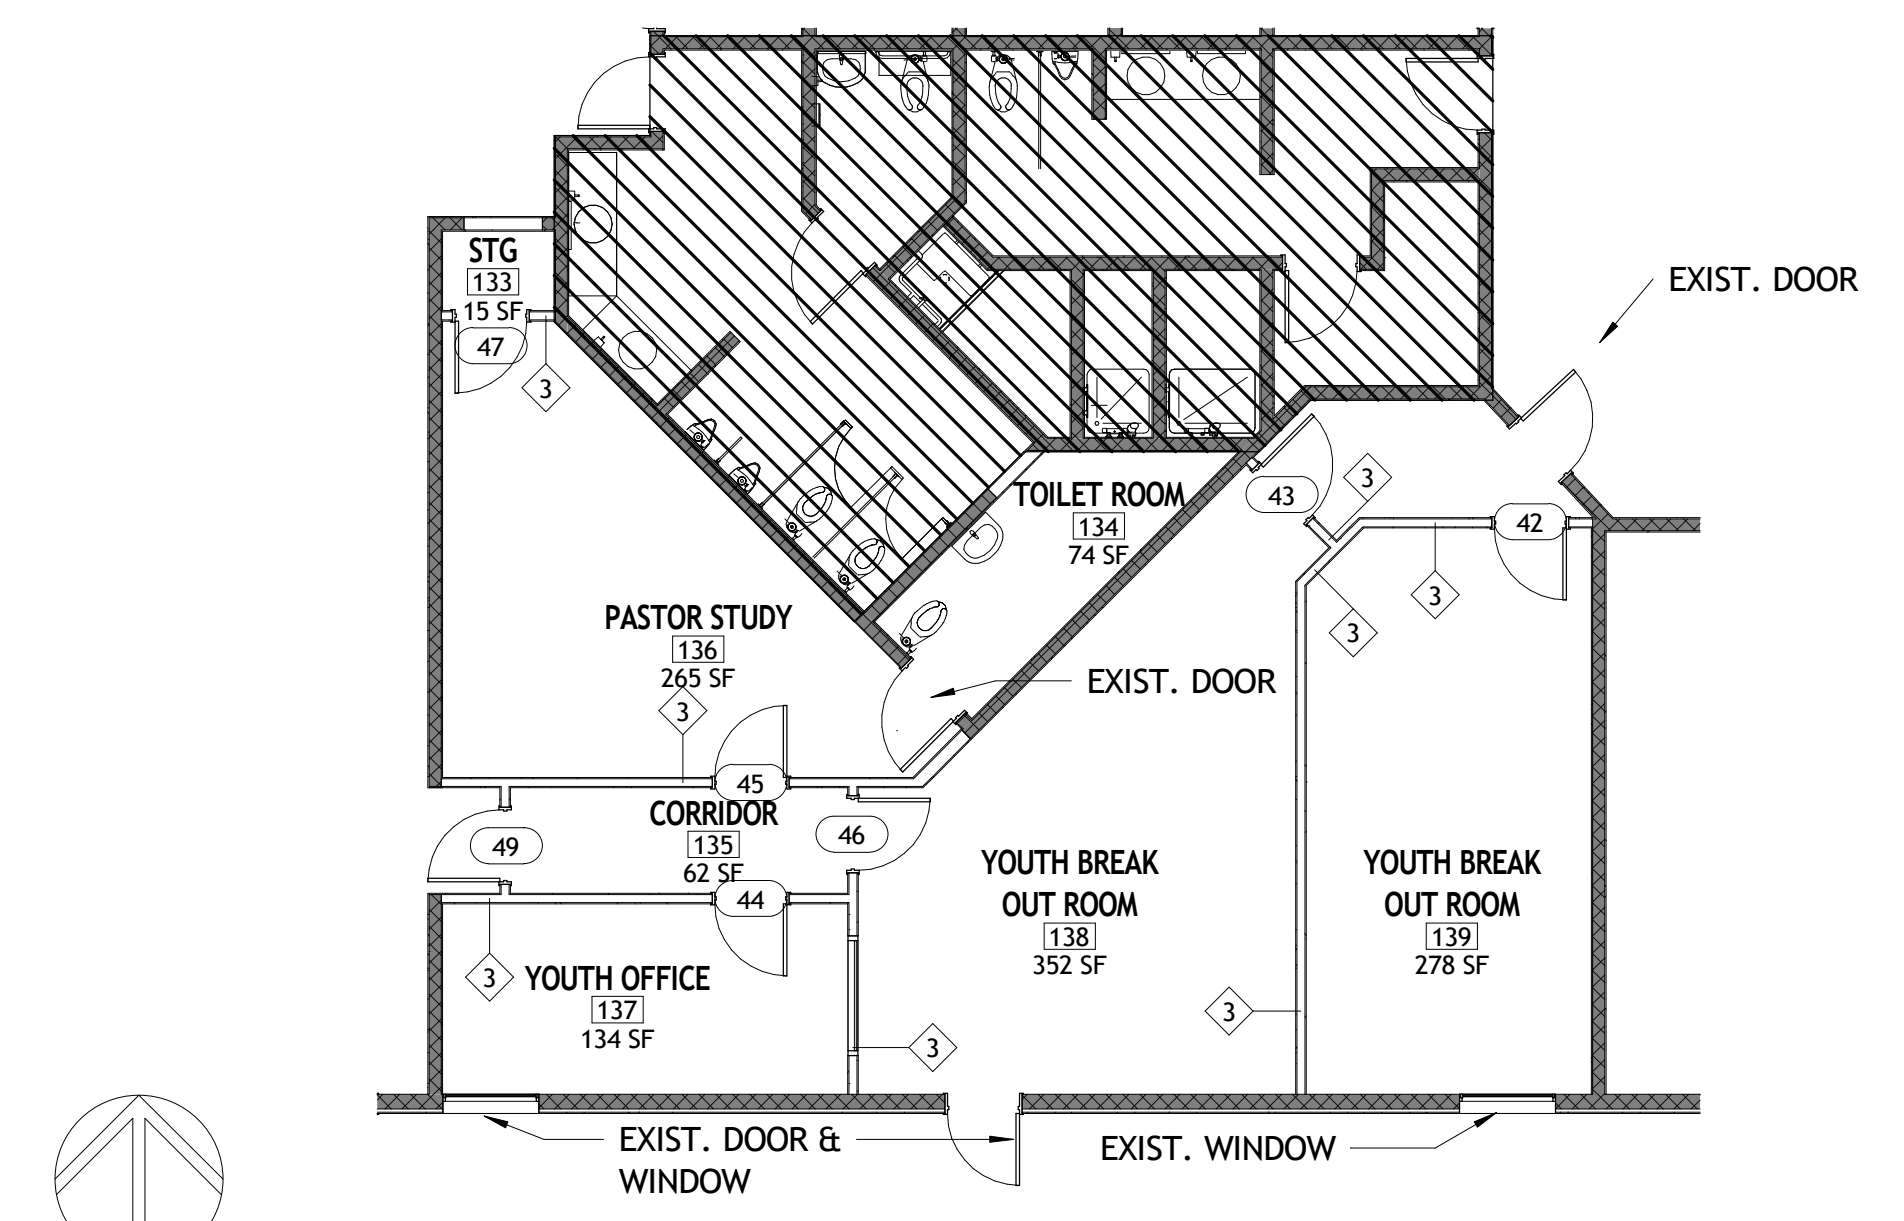 STG
133
15 SF
47
3
EXIST. DOOR
TOILET ROOM
134
74 SF
43
3
42
3
3
PASTOR STUDY
136
265 SF
3
EXIST. DOOR
45
CORRIDOR
135
62 SF
49
46
44
YOUTH BREAK
OUT ROOM
138
352 SF
YOUTH BREAK
OUT ROOM
139
278 SF
3
YOUTH OFFICE
137
134 SF
3
3
EXIST. DOOR &
WINDOW
EXIST. WINDOW